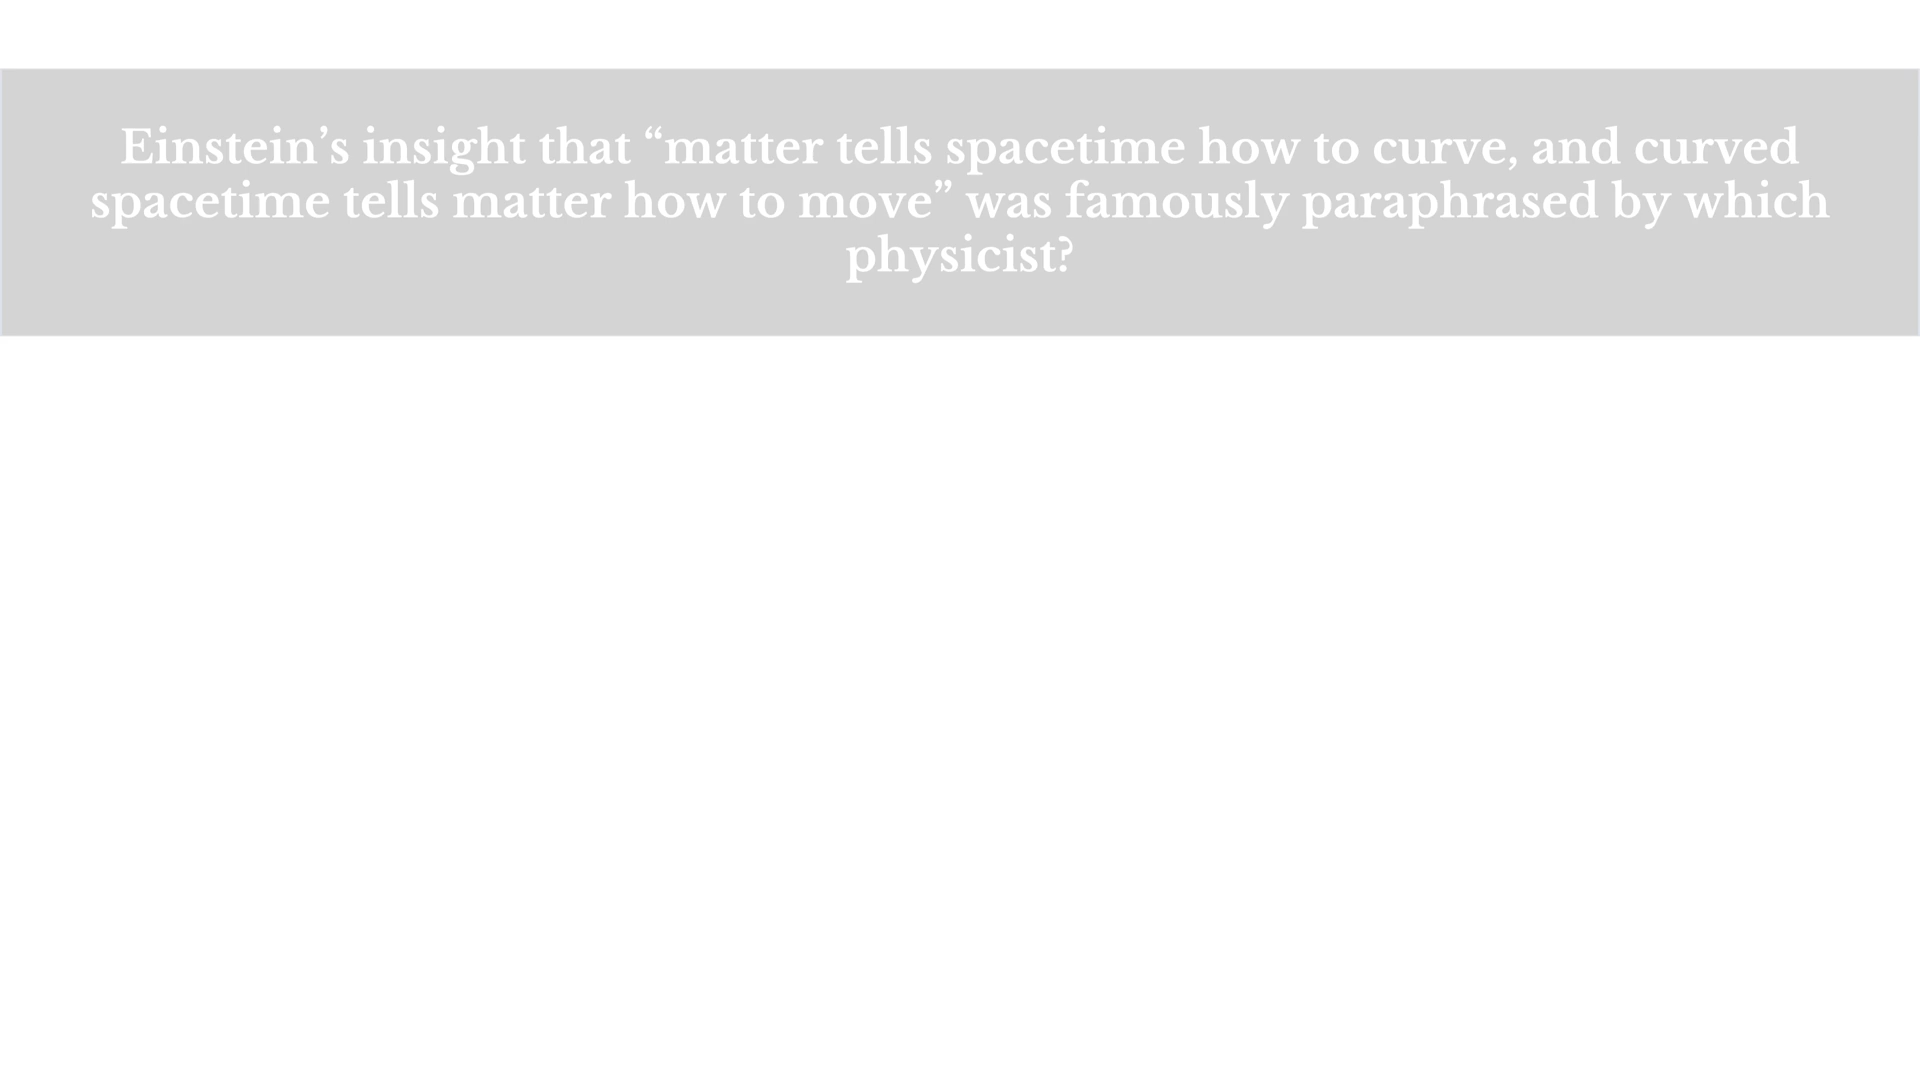 Einstein’s insight that “matter tells spacetime how to curve, and curved
spacetime tells matter how to move” was famously paraphrased by which
physicist?